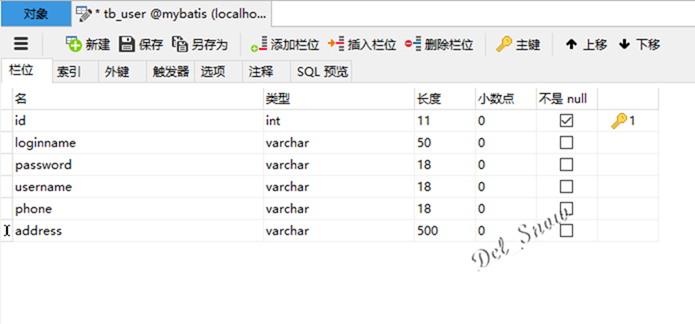 对象 * tb_user @mybatis (localho...
新建 保存 另存为 添加栏位 插入栏位 删除栏位 主键 上移 下移
栏位 索引 外键 触发器 选项 注释 SQL 预览
名 类型 长度 小数点 不是 null
id int 11 0 1
loginname varchar 50 0
password varchar 18 0
username varchar 18 0
phone varchar 18 0
address varchar 500 0
Del Snow